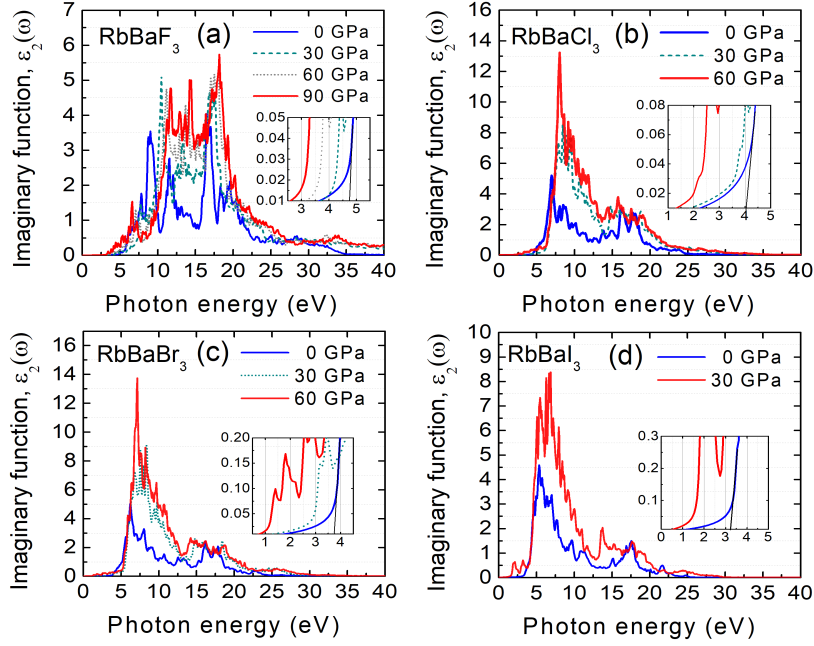 RbBaF3 (a)
0 GPa
30 GPa
60 GPa
90 GPa
Imaginary function, ε2(ω)
7
6
5
4
3
2
1
0
0.05
0.04
0.03
0.02
0.01
3 4 5
0 5 10 15 20 25 30 35 40
Photon energy (eV)
RbBaCl3 (b)
0 GPa
30 GPa
60 GPa
Imaginary function, ε2(ω)
16
14
12
10
8
6
4
2
0
0.08
0.06
0.04
0.02
1 2 3 4 5
0 5 10 15 20 25 30 35 40
Photon energy (eV)
RbBaBr3 (c)
0 GPa
30 GPa
60 GPa
Imaginary function, ε2(ω)
16
14
12
10
8
6
4
2
0
0.20
0.15
0.10
0.05
1 2 3 4
0 5 10 15 20 25 30 35 40
Photon energy (eV)
RbBaI3 (d)
0 GPa
30 GPa
Imaginary function, ε2(ω)
10
9
8
7
6
5
4
3
2
1
0
0.3
0.2
0.1
0 1 2 3 4 5
0 5 10 15 20 25 30 35 40
Photon energy (eV)